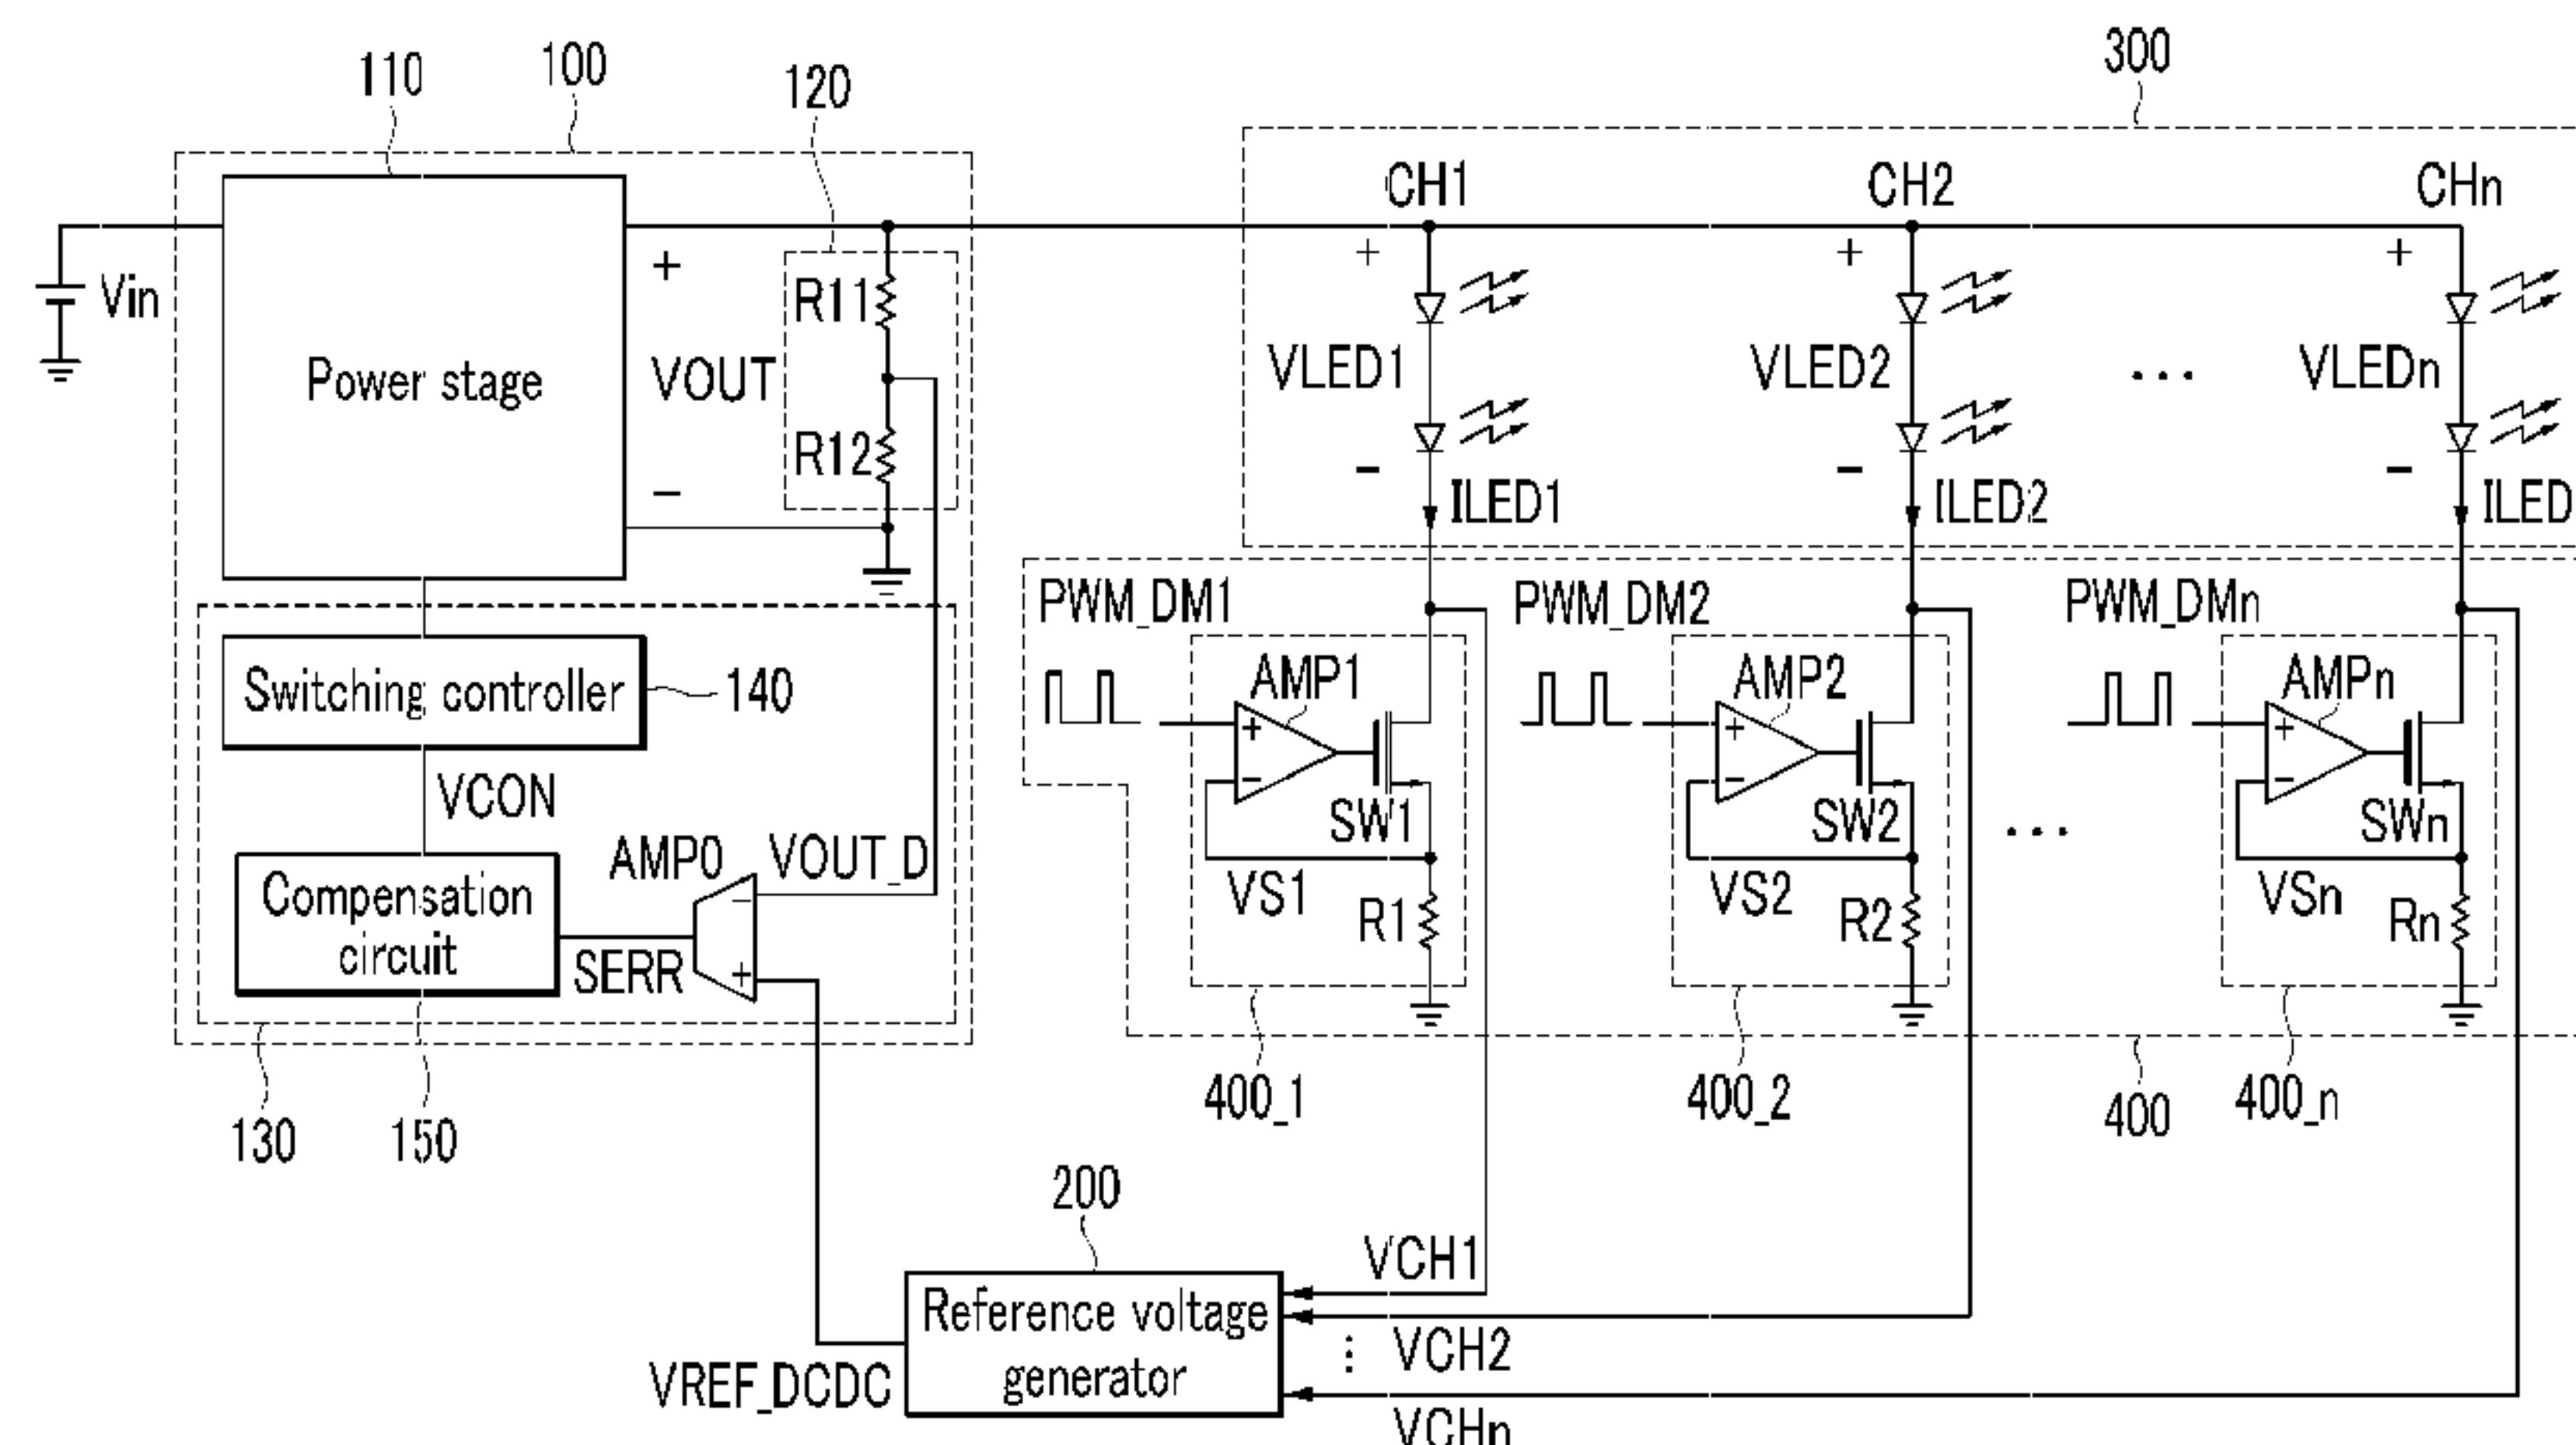 110
100
120
300
CH1
CH2
CHn
Vin
Power stage
+
VOUT
−
R11
R12
+
VLED1
−
ILED1
+
VLED2
−
ILED2
...
+
VLEDn
−
ILED
PWM_DM1
PWM_DM2
PWM_DMn
Switching controller
140
VCON
Compensation
circuit
SERR
AMP0
VOUT_D
−
+
AMP1
+
−
SW1
VS1
R1
AMP2
+
−
SW2
VS2
R2
...
AMPn
+
−
SWn
VSn
Rn
130
150
400_1
400_2
400
400_n
200
Reference voltage
generator
VREF_DCDC
VCH1
VCH2
⋮
VCHn